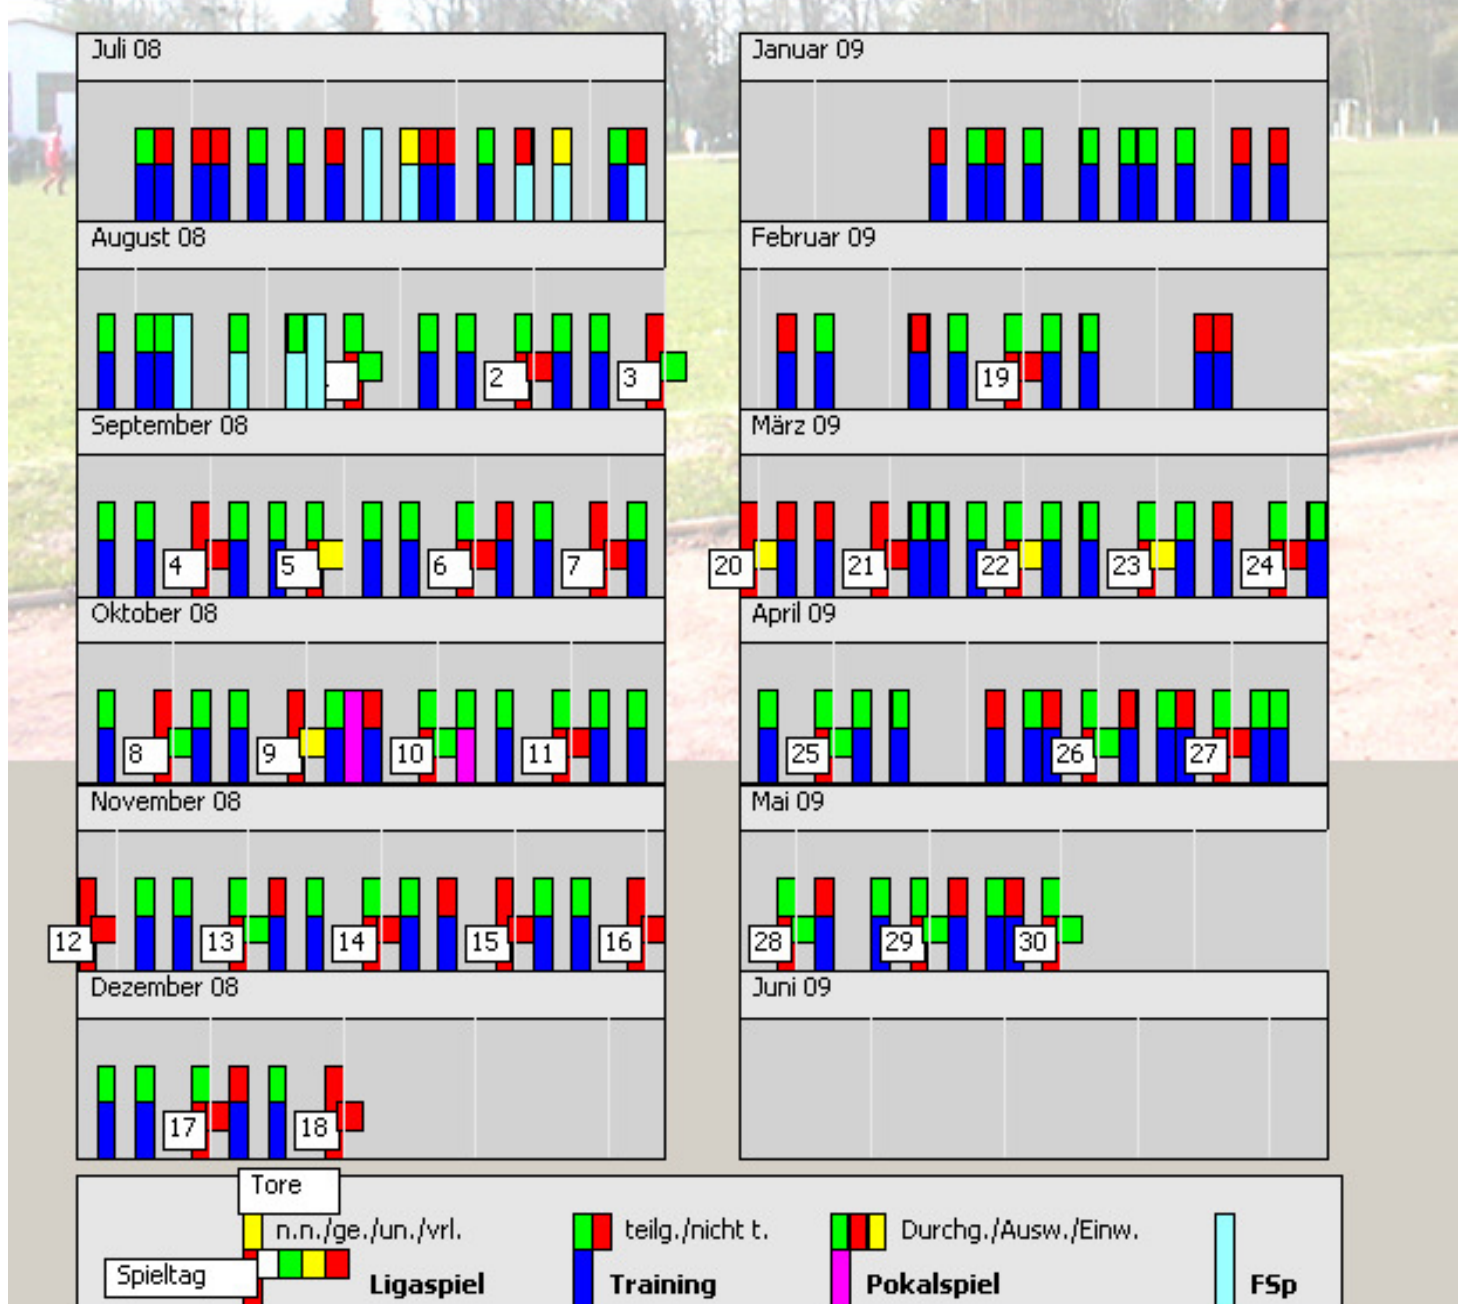 Juli 08
August 08
2
3
September 08
4
5
6
7
Oktober 08
8
9
10
11
November 08
12
13
14
15
16
Dezember 08
17
18
Januar 09
Februar 09
19
März 09
20
21
22
23
24
April 09
25
26
27
Mai 09
28
29
30
Juni 09
Tore
n.n./ge./un./vrl.
teilg./nicht t.
Durchg./Ausw./Einw.
Spieltag
Ligaspiel
Training
Pokalspiel
FSp